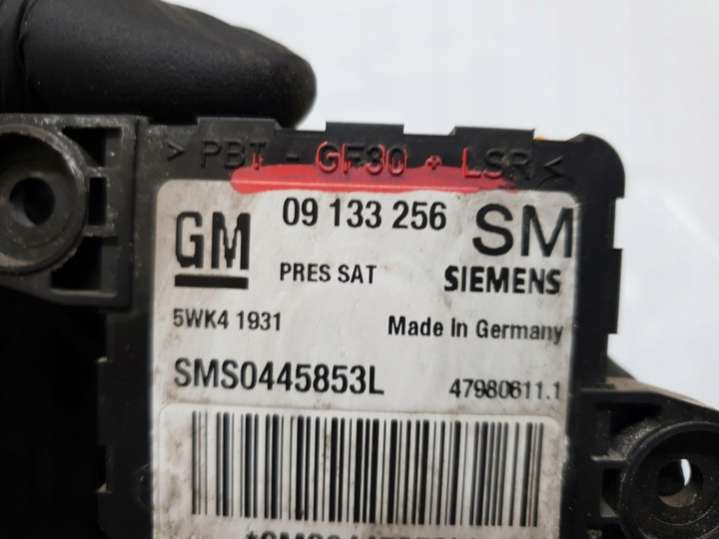 > PBT - GF30 + LSR <
GM 09 133 256 SM
PRES SAT SIEMENS
5WK4 1931 Made In Germany
SMS0445853L 47980611.1